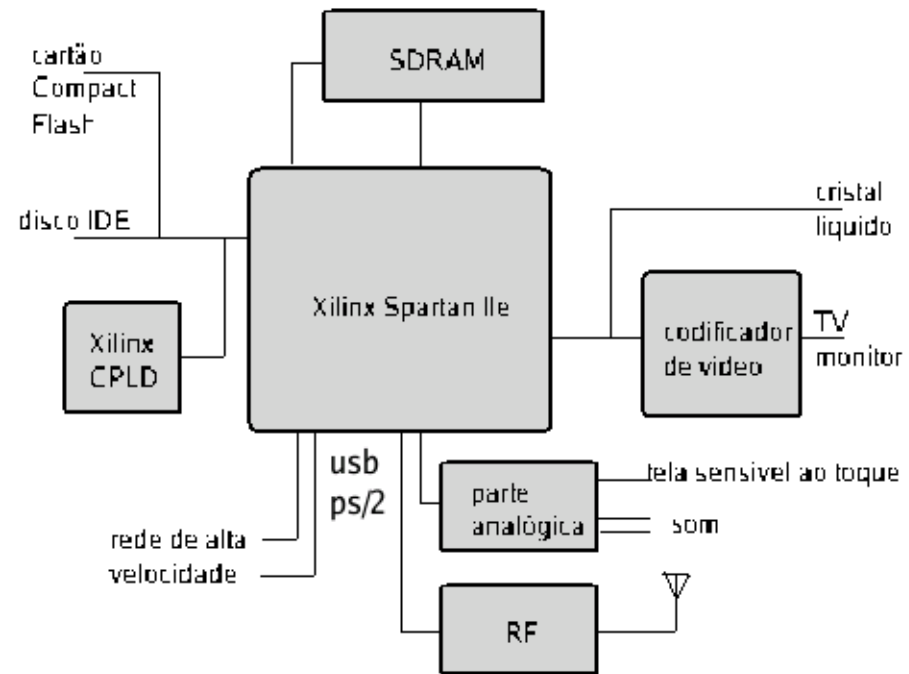 cartão
Compact
Flash
SDRAM
cristal
liquido
disco IDE
Xilinx Spartan IIe
Xilinx
CPLD
codificador
de video
TV
monitor
usb
ps/2
parte
analógica
tela sensivel ao toque
som
rede de alta
velocidade
RF